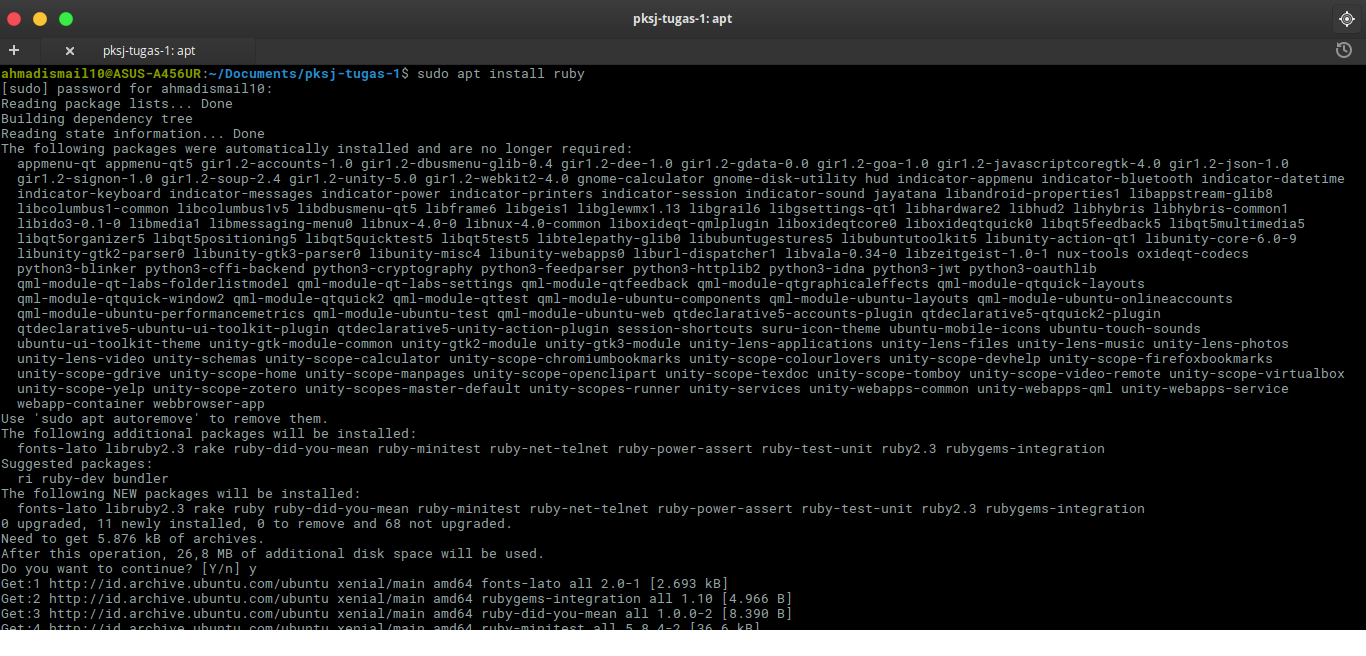 pksj-tugas-1: apt
pksj-tugas-1: apt
ahmadismail10@ASUS-A456UR:~/Documents/pksj-tugas-1$ sudo apt install ruby
[sudo] password for ahmadismail10:
Reading package lists... Done
Building dependency tree
Reading state information... Done
The following packages were automatically installed and are no longer required:
  appmenu-qt appmenu-qt5 gir1.2-accounts-1.0 gir1.2-dbusmenu-glib-0.4 gir1.2-dee-1.0 gir1.2-gdata-0.0 gir1.2-goa-1.0 gir1.2-javascriptcoregtk-4.0 gir1.2-json-1.0
  gir1.2-signon-1.0 gir1.2-soup-2.4 gir1.2-unity-5.0 gir1.2-webkit2-4.0 gnome-calculator gnome-disk-utility hud indicator-appmenu indicator-bluetooth indicator-datetime
  indicator-keyboard indicator-messages indicator-power indicator-printers indicator-session indicator-sound jayatana libandroid-properties1 libappstream-glib8
  libcolumbus1-common libcolumbus1v5 libdbusmenu-qt5 libframe6 libgeis1 libglewmx1.13 libgrail6 libgsettings-qt1 libhardware2 libhud2 libhybris libhybris-common1
  libido3-0.1-0 libmedia1 libmessaging-menu0 libnux-4.0-0 libnux-4.0-common liboxideqt-qmlplugin liboxideqtcore0 liboxideqtquick0 libqt5feedback5 libqt5multimedia5
  libqt5organizer5 libqt5positioning5 libqt5quicktest5 libqt5test5 libtelepathy-glib0 libubuntugestures5 libubuntutoolkit5 libunity-action-qt1 libunity-core-6.0-9
  libunity-gtk2-parser0 libunity-gtk3-parser0 libunity-misc4 libunity-webapps0 liburl-dispatcher1 libvala-0.34-0 libzeitgeist-1.0-1 nux-tools oxideqt-codecs
  python3-blinker python3-cffi-backend python3-cryptography python3-feedparser python3-httplib2 python3-idna python3-jwt python3-oauthlib
  qml-module-qt-labs-folderlistmodel qml-module-qt-labs-settings qml-module-qtfeedback qml-module-qtgraphicaleffects qml-module-qtquick-layouts
  qml-module-qtquick-window2 qml-module-qtquick2 qml-module-qttest qml-module-ubuntu-components qml-module-ubuntu-layouts qml-module-ubuntu-onlineaccounts
  qml-module-ubuntu-performancemetrics qml-module-ubuntu-test qml-module-ubuntu-web qtdeclarative5-accounts-plugin qtdeclarative5-qtquick2-plugin
  qtdeclarative5-ubuntu-ui-toolkit-plugin qtdeclarative5-unity-action-plugin session-shortcuts suru-icon-theme ubuntu-mobile-icons ubuntu-touch-sounds
  ubuntu-ui-toolkit-theme unity-gtk-module-common unity-gtk2-module unity-gtk3-module unity-lens-applications unity-lens-files unity-lens-music unity-lens-photos
  unity-lens-video unity-schemas unity-scope-calculator unity-scope-chromiumbookmarks unity-scope-colourlovers unity-scope-devhelp unity-scope-firefoxbookmarks
  unity-scope-gdrive unity-scope-home unity-scope-manpages unity-scope-openclipart unity-scope-texdoc unity-scope-tomboy unity-scope-video-remote unity-scope-virtualbox
  unity-scope-yelp unity-scope-zotero unity-scopes-master-default unity-scopes-runner unity-services unity-webapps-common unity-webapps-qml unity-webapps-service
  webapp-container webbrowser-app
Use 'sudo apt autoremove' to remove them.
The following additional packages will be installed:
  fonts-lato libruby2.3 rake ruby-did-you-mean ruby-minitest ruby-net-telnet ruby-power-assert ruby-test-unit ruby2.3 rubygems-integration
Suggested packages:
  ri ruby-dev bundler
The following NEW packages will be installed:
  fonts-lato libruby2.3 rake ruby ruby-did-you-mean ruby-minitest ruby-net-telnet ruby-power-assert ruby-test-unit ruby2.3 rubygems-integration
0 upgraded, 11 newly installed, 0 to remove and 68 not upgraded.
Need to get 5.876 kB of archives.
After this operation, 26,8 MB of additional disk space will be used.
Do you want to continue? [Y/n] y
Get:1 http://id.archive.ubuntu.com/ubuntu xenial/main amd64 fonts-lato all 2.0-1 [2.693 kB]
Get:2 http://id.archive.ubuntu.com/ubuntu xenial/main amd64 rubygems-integration all 1.10 [4.966 B]
Get:3 http://id.archive.ubuntu.com/ubuntu xenial/main amd64 ruby-did-you-mean all 1.0.0-2 [8.390 B]
Get:4 http://id.archive.ubuntu.com/ubuntu xenial/main amd64 ruby-minitest all 5.8.4-2 [36,6 kB]